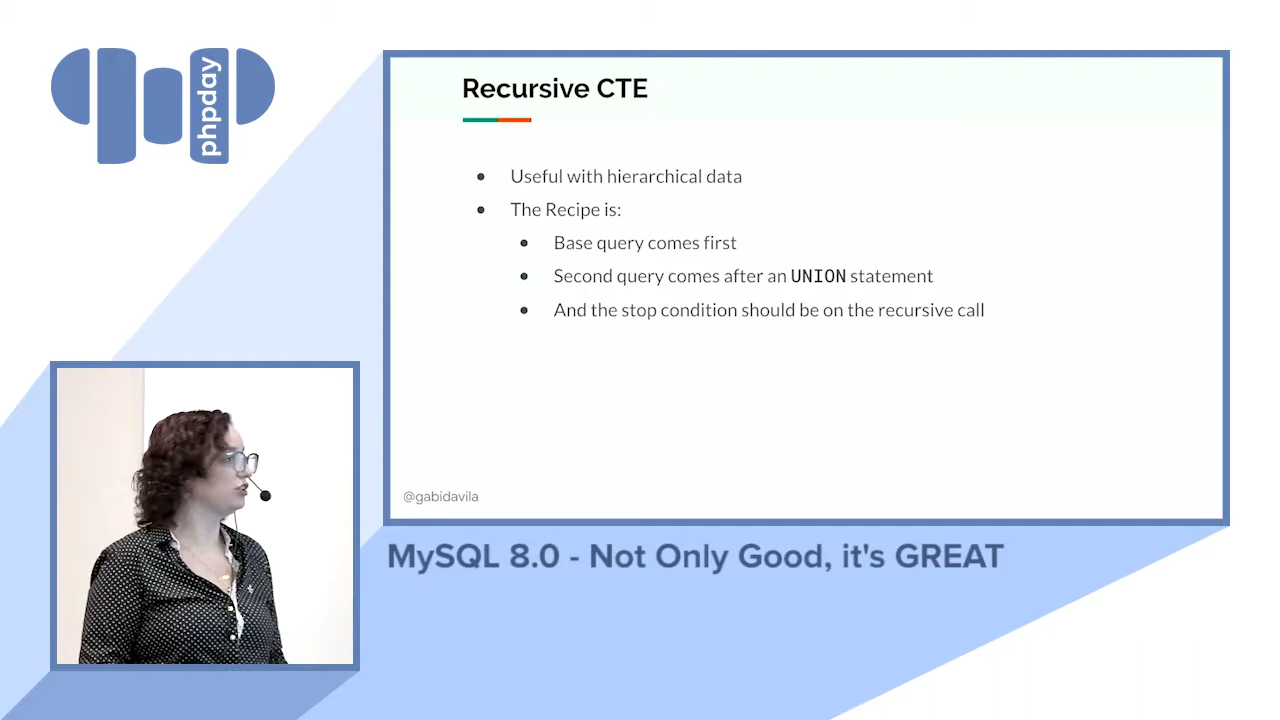 phpday
Recursive CTE
Useful with hierarchical data
The Recipe is:
Base query comes first
Second query comes after an UNION statement
And the stop condition should be on the recursive call
@gabidavila
MySQL 8.0 - Not Only Good, it's GREAT